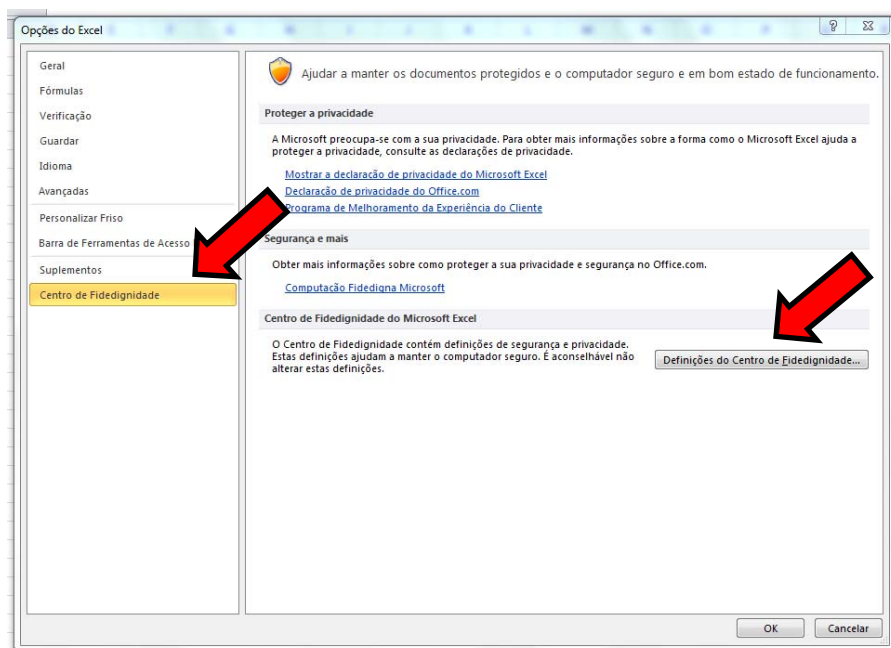 Opções do Excel
Geral
Fórmulas
Verificação
Guardar
Idioma
Avançadas
Personalizar Friso
Barra de Ferramentas de Acesso
Suplementos
Centro de Fidedignidade
Ajudar a manter os documentos protegidos e o computador seguro e em bom estado de funcionamento.
Proteger a privacidade
A Microsoft preocupa-se com a sua privacidade. Para obter mais informações sobre a forma como o Microsoft Excel ajuda a
proteger a privacidade, consulte as declarações de privacidade.
Mostrar a declaração de privacidade do Microsoft Excel
Declaração de privacidade do Office.com
Programa de Melhoramento da Experiência do Cliente
Segurança e mais
Obter mais informações sobre como proteger a sua privacidade e segurança no Office.com.
Computação Fidedigna Microsoft
Centro de Fidedignidade do Microsoft Excel
O Centro de Fidedignidade contém definições de segurança e privacidade.
Estas definições ajudam a manter o computador seguro. É aconselhável não
alterar estas definições.
Definições do Centro de Fidedignidade...
OK
Cancelar